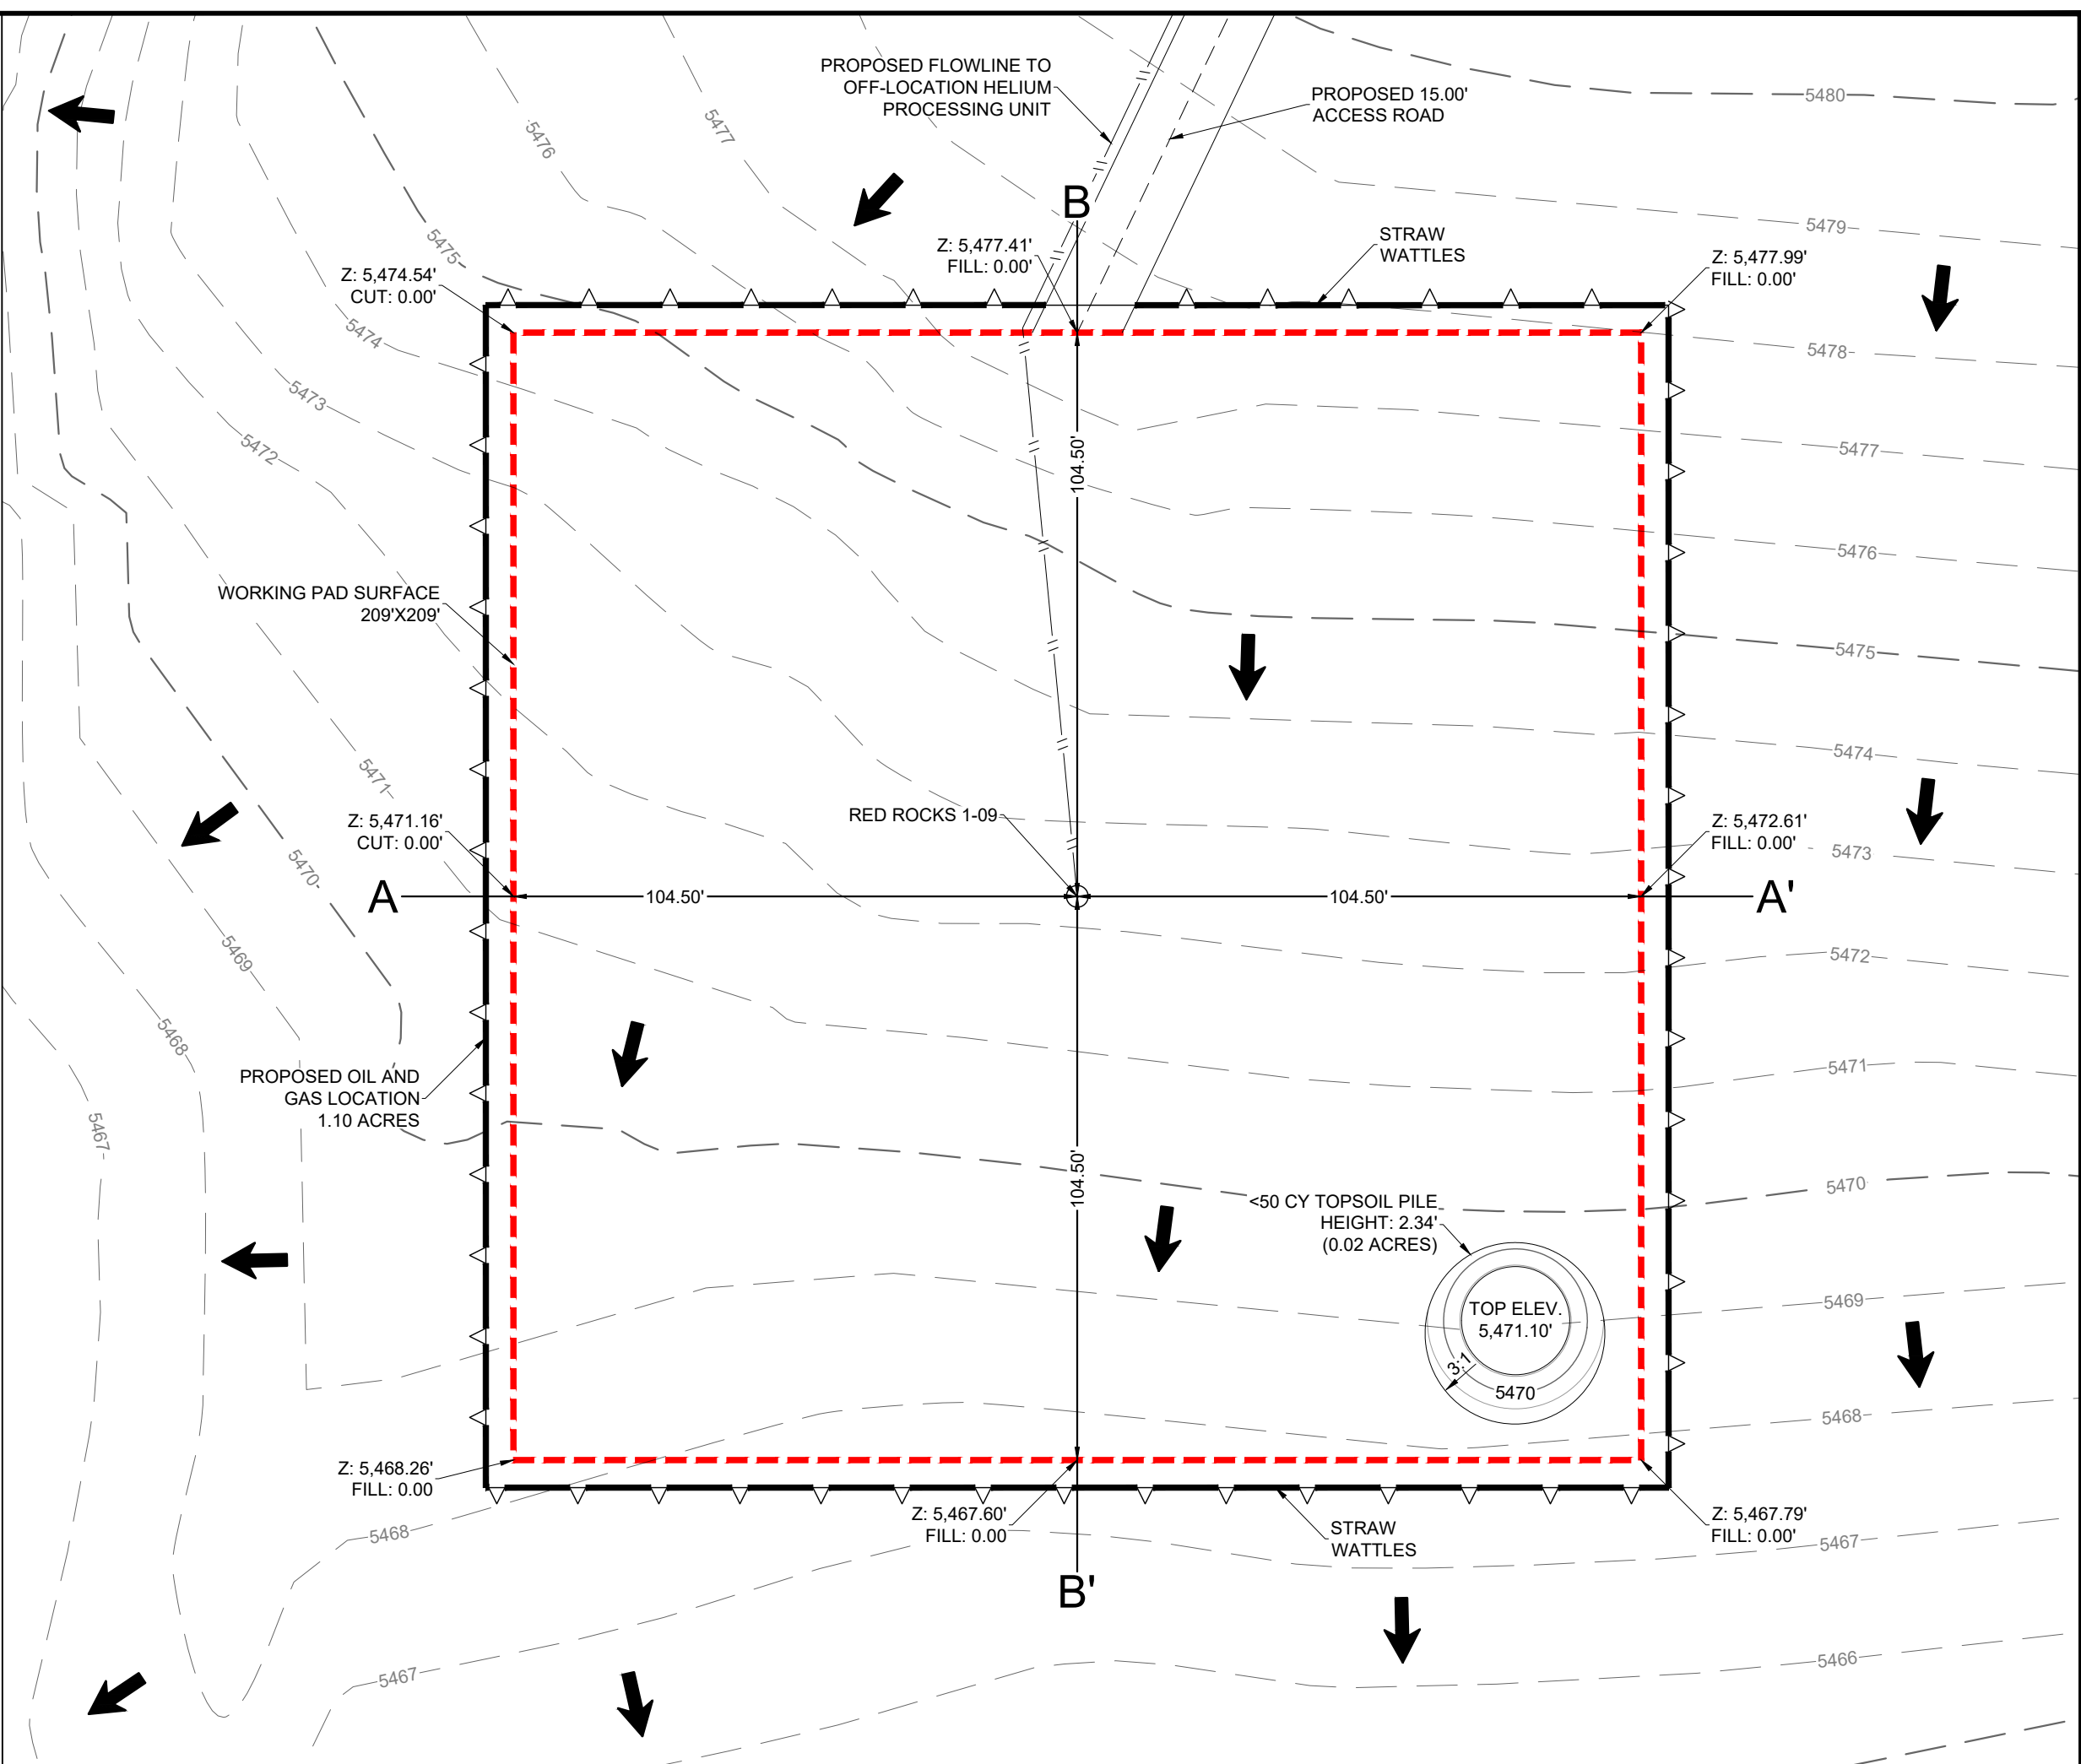 PROPOSED FLOWLINE TO
OFF-LOCATION HELIUM
PROCESSING UNIT
PROPOSED 15.00'
ACCESS ROAD
5480
5476
5477
B
5479
STRAW
WATTLES
5475
Z: 5,477.41'
FILL: 0.00'
Z: 5,477.99'
FILL: 0.00'
Z: 5,474.54'
CUT: 0.00'
5474
5478
5473
5472
104.50'
5477
5476
WORKING PAD SURFACE
209'X209'
5475
5474
5471
RED ROCKS 1-09
Z: 5,471.16'
CUT: 0.00'
Z: 5,472.61'
FILL: 0.00'
5473
5470
A
104.50'
104.50'
A'
5469
5472
5468
5471
PROPOSED OIL AND
GAS LOCATION
1.10 ACRES
5467
104.50'
5470
<50 CY TOPSOIL PILE
HEIGHT: 2.34'
(0.02 ACRES)
TOP ELEV.
5,471.10'
5469
3:1
5470
5468
Z: 5,468.26'
FILL: 0.00
Z: 5,467.60'
FILL: 0.00
STRAW
WATTLES
Z: 5,467.79'
FILL: 0.00'
5468
5467
B'
5467
5466